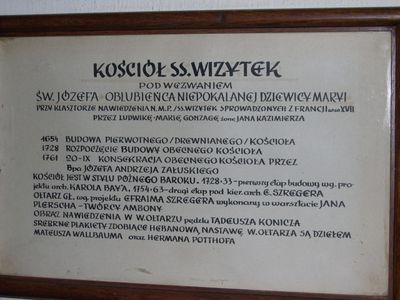 KOŚCIÓŁ SS. WIZYTEK
POD WEZWANIEM
ŚW. JÓZEFA OBLUBIEŃCA NIEPOKALANEJ DZIEWICY MARYI
PRZY KLASZTORZE NAWIEDZENIA N.M.P. /SS. WIZYTEK SPROWADZONYCH Z FRANCJI XVII
PRZEZ LUDWIKĘ-MARIĘ GONZAGĘ żonę JANA KAZIMIERZA
1654 BUDOWA PIERWOTNEGO /DREWNIANEGO/ KOŚCIOŁA
1728 ROZPOCZĘCIE BUDOWY OBECNEGO KOŚCIOŁA
1761 20-IX KONSEKRACJA OBECNEGO KOŚCIOŁA PRZEZ
Bpa JÓZEFA ANDRZEJA ZAŁUSKIEGO
KOŚCIÓŁ JEST W STYLU PÓŹNEGO BAROKU. 1728-33-pierwszy etap budowy wg. pro-
jektu arch. KAROLA BAY'A, 1754-63-drugi etap pod kier. arch. E. SZREGERA
OŁTARZ GŁ. wg. projektu EFRAIMA SZREGERA wykonany w warsztacie JANA
PLERSCHA - TWÓRCY AMBONY
OBRAZ NAWIEDZENIA W W.OŁTARZU pędzla TADEUSZA KONICZA
SREBRNE PLAKIETY ZDOBIĄCE HEBANOWĄ NASTAWĘ W.OŁTARZA SĄ DZIEŁEM
MATEUSZA WALLBAUMA oraz HERMANA POTTHOFA